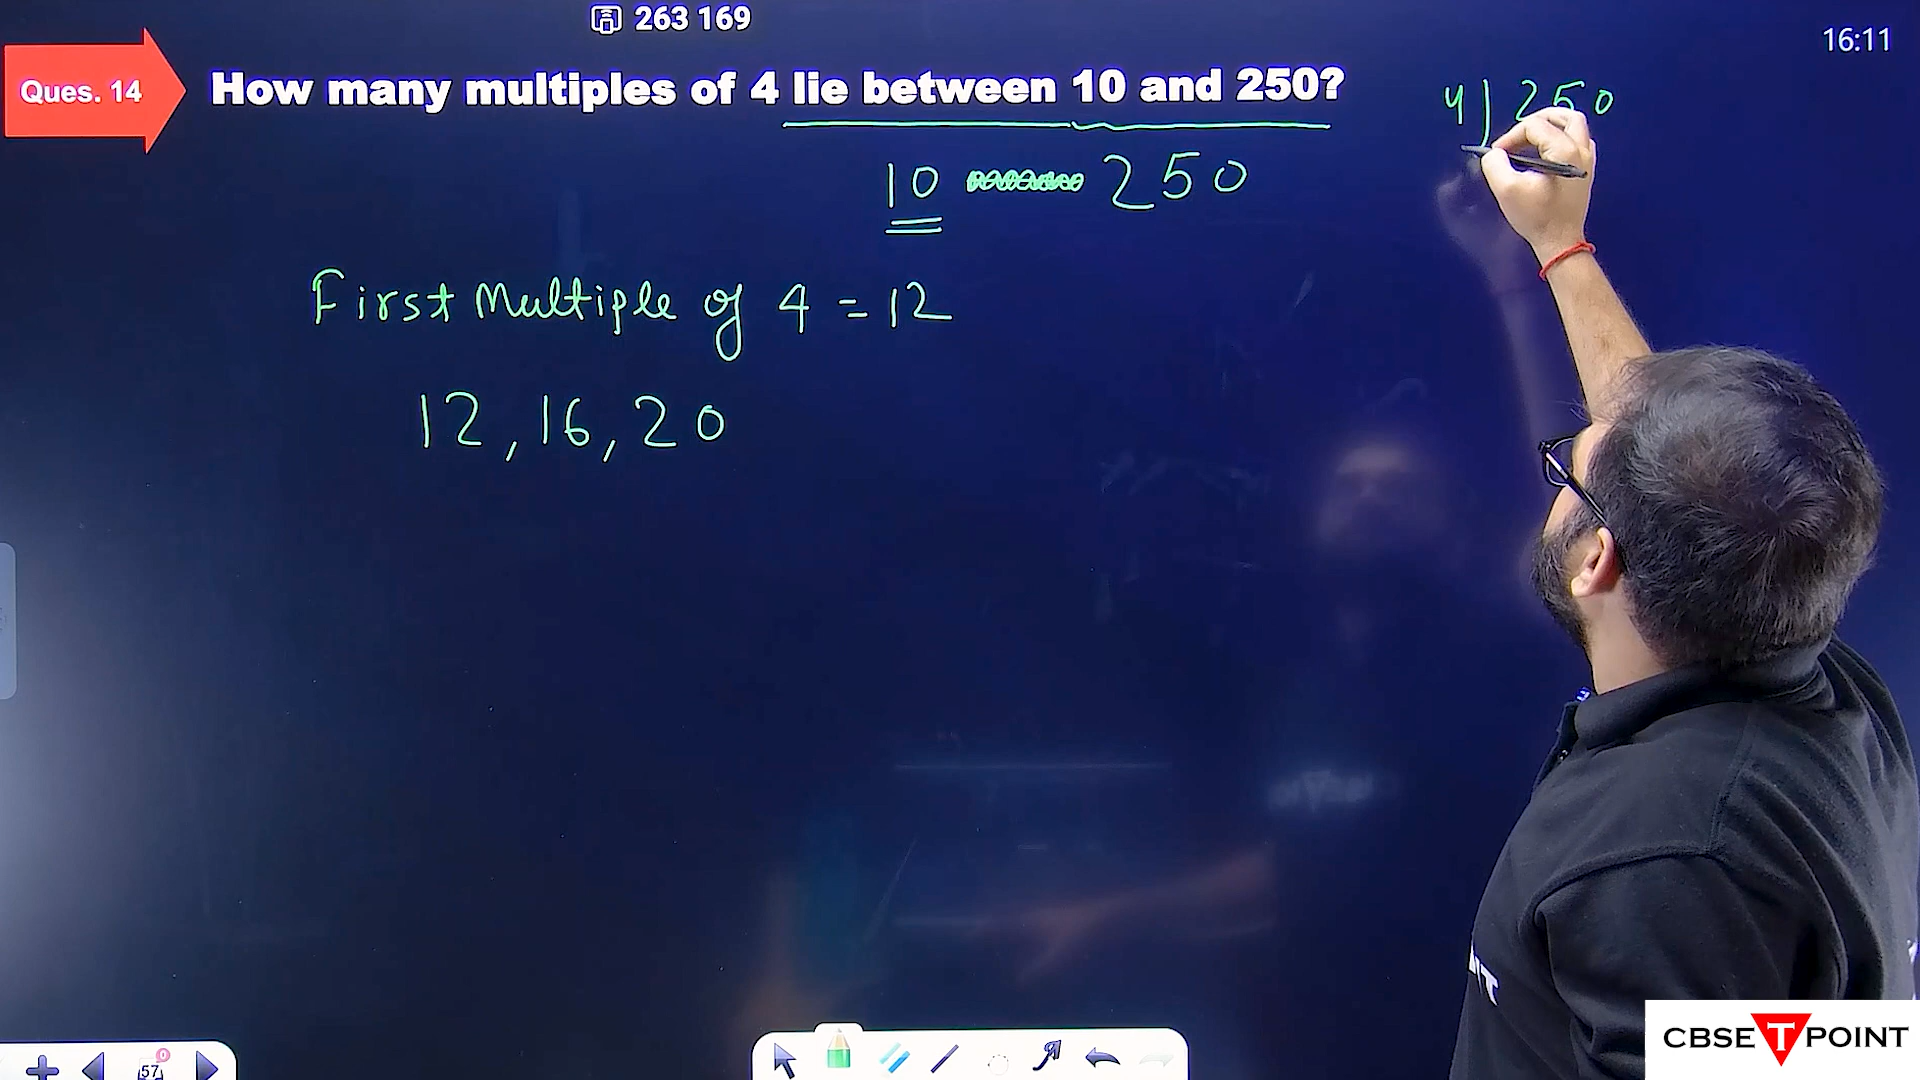 263 169
16:11
Ques. 14
How many multiples of 4 lie between 10 and 250?
4 ) 250
10 250
First Multiple of 4 = 12
12, 16, 20
57
0
CBSE T POINT